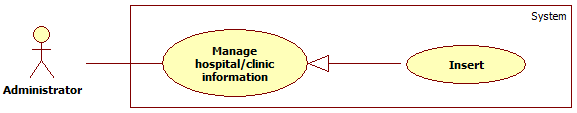 System
Manage
hospital/clinic
information
Insert
Administrator